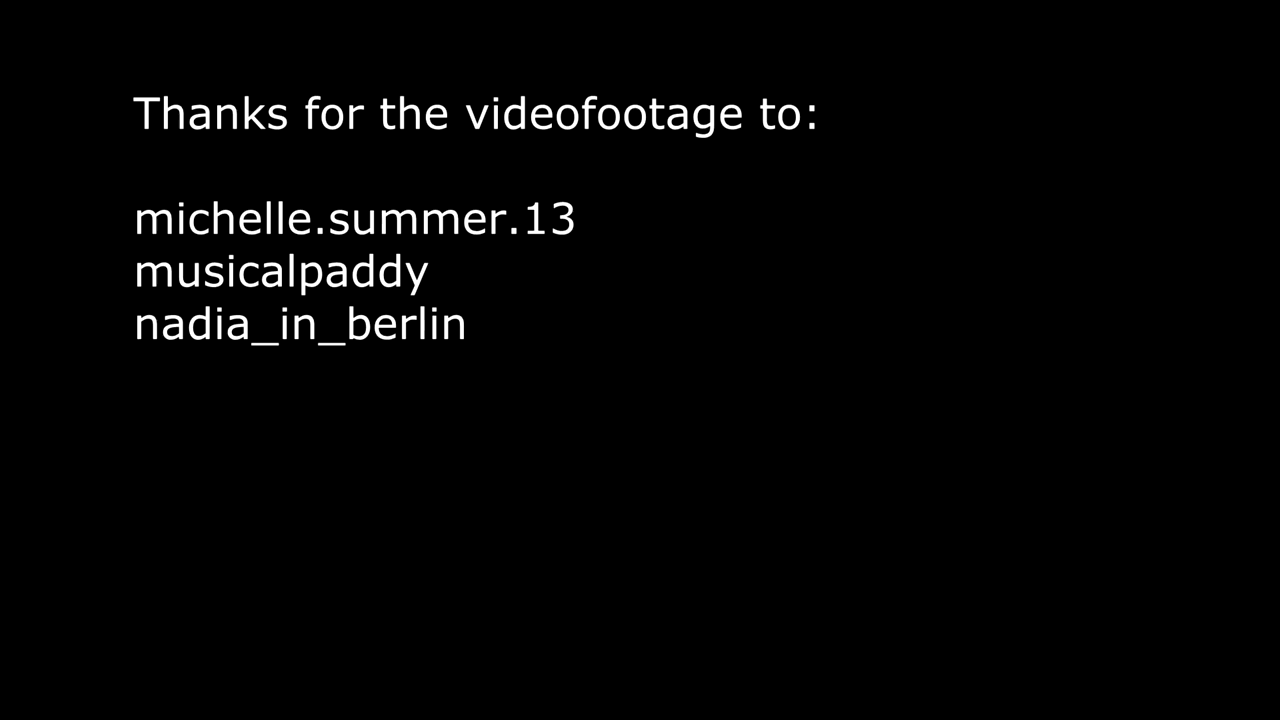 Thanks for the videofootage to:
michelle.summer.13
musicalpaddy
nadia_in_berlin